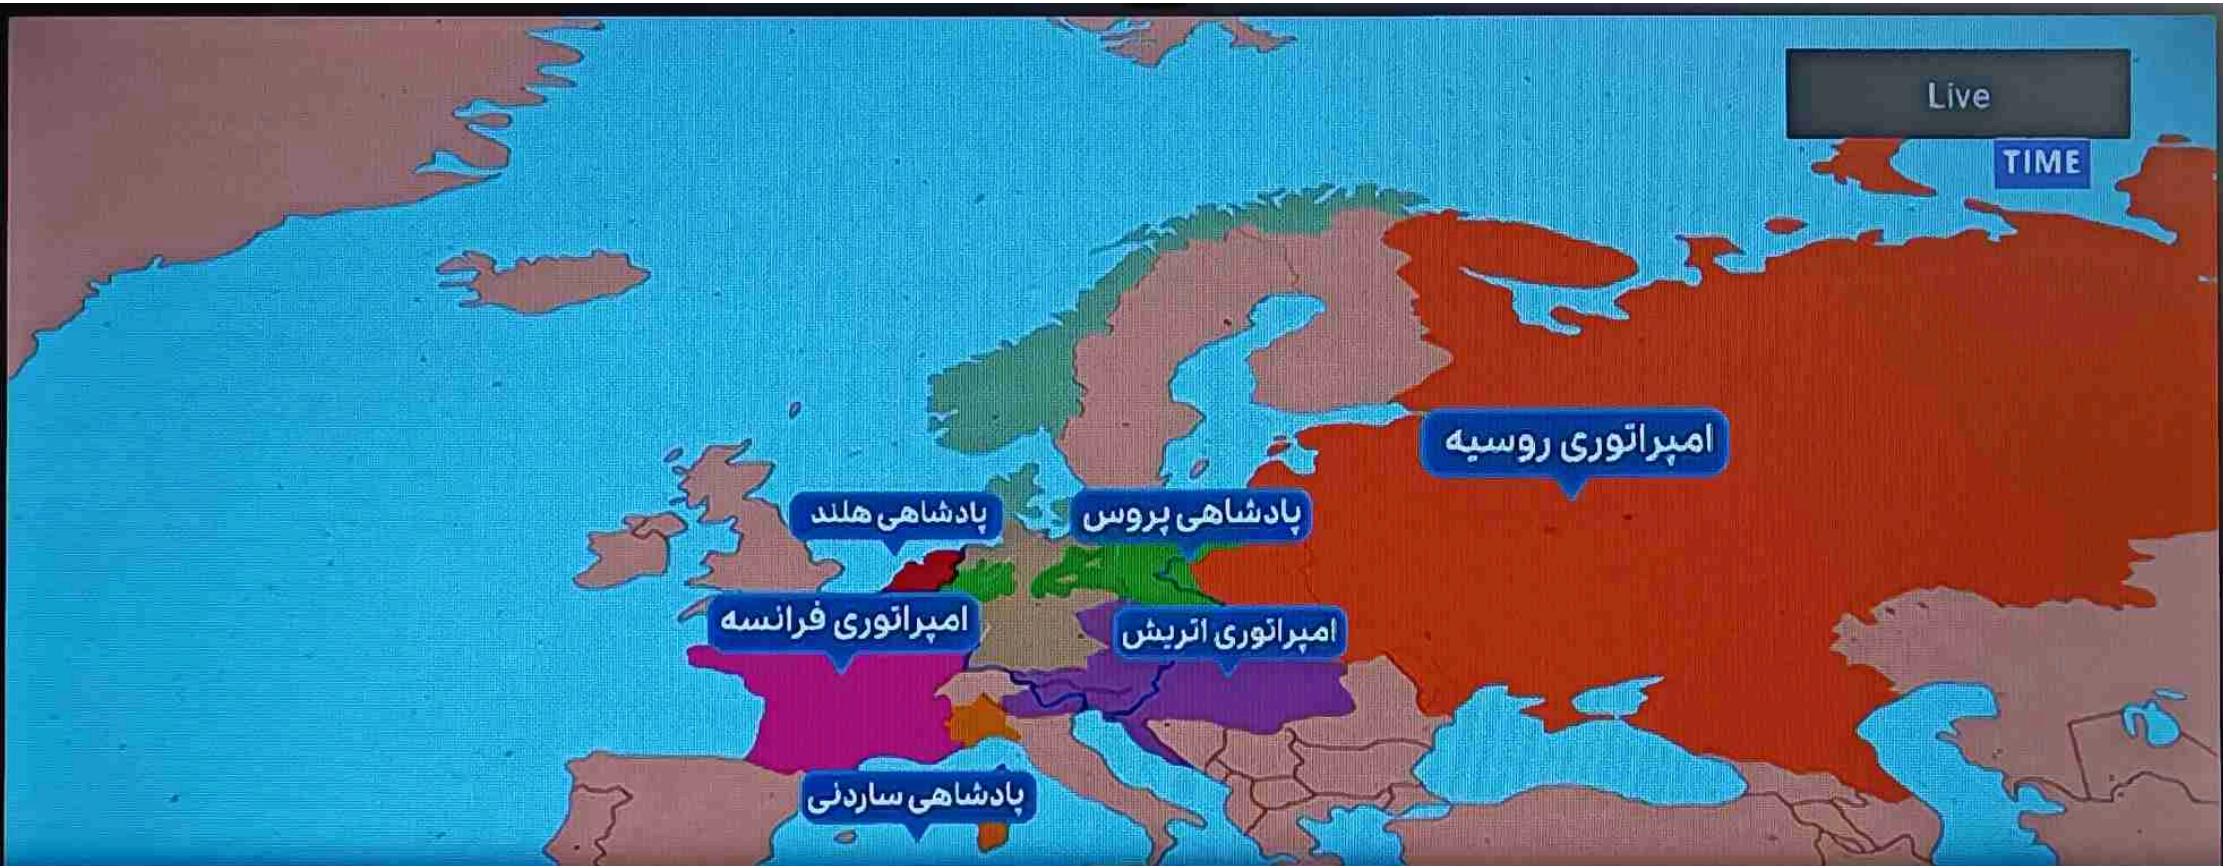 Live
TIME
امپراتوری روسیه
پادشاهی پروس
پادشاهی هلند
امپراتوری فرانسه
امپراتوری اتریش
پادشاهی ساردنی